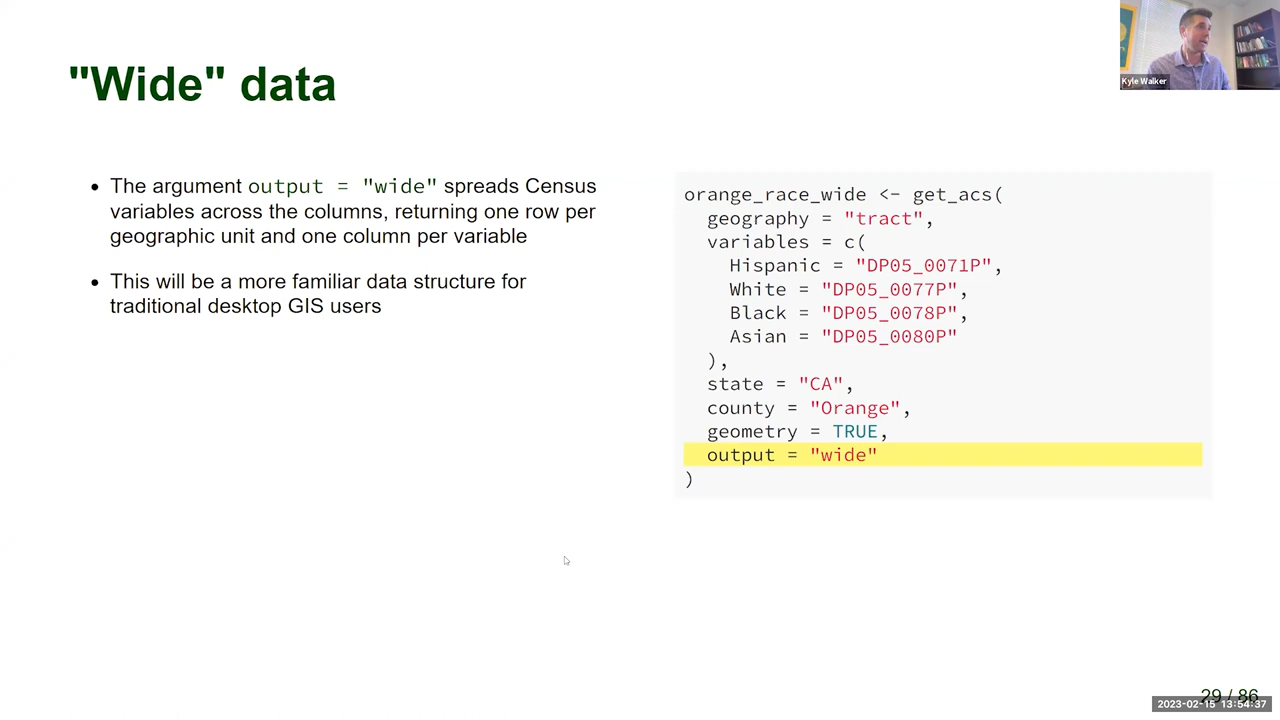 "Wide" data
Kyle Walker
• The argument output = "wide" spreads Census
variables across the columns, returning one row per
geographic unit and one column per variable
• This will be a more familiar data structure for
traditional desktop GIS users
orange_race_wide <- get_acs(
  geography = "tract",
  variables = c(
    Hispanic = "DP05_0071P",
    White = "DP05_0077P",
    Black = "DP05_0078P",
    Asian = "DP05_0080P"
  ),
  state = "CA",
  county = "Orange",
  geometry = TRUE,
  output = "wide"
)
29 / 86
2023-02-15 13:54:37